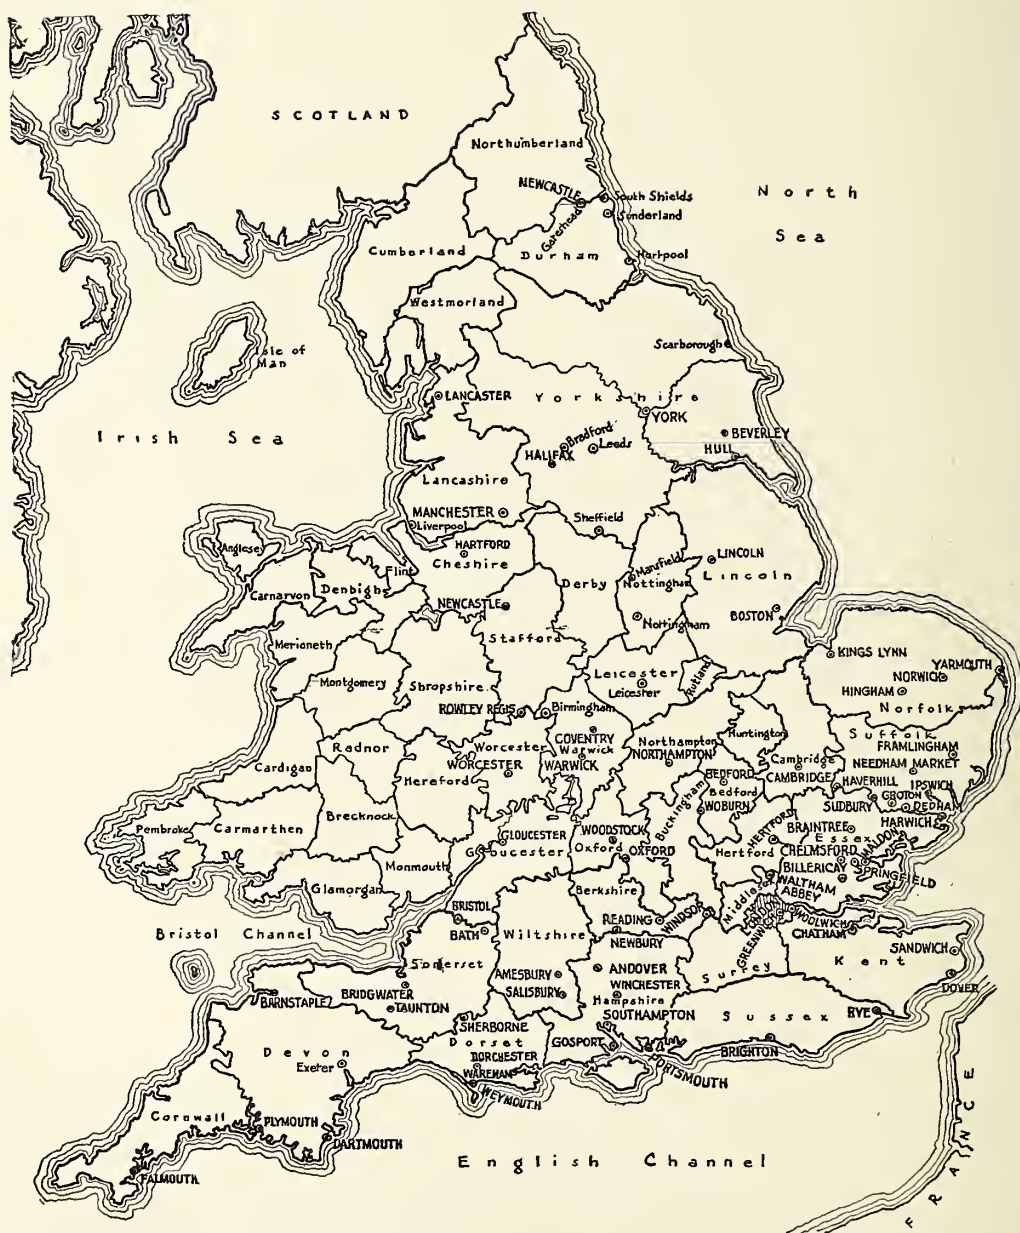 SCOTLAND
Northumberland
North
Sea
NEWCASTLE
South Shields
Sunderland
Gateshead
Cumberland
Durham
Hartpool
Westmorland
Scarborough
Isle of
Man
LANCASTER
Yorkshire
YORK
Irish Sea
BEVERLEY
Bradford
Leeds
HALIFAX
HULL
Lancashire
MANCHESTER
Liverpool
Sheffield
HARTFORD
Cheshire
Anglesey
Flint
Denbigh
Carnarvon
Derby
Mansfield
Nottingham
LINCOLN
Lincoln
NEWCASTLE
BOSTON
Stafford
Nottingham
Merioneth
KINGS LYNN
YARMOUTH
NORWICK
HINGHAM
Norfolk
Montgomery
Shropshire
Leicester
Leicester
Rutland
ROWLEY REGIS
Birmingham
Huntington
Suffolk
FRAMLINGHAM
NEEDHAM MARKET
COVENTRY
Warwick
WARWICK
Northampton
NORTHAMPTON
Radnor
Worcester
WORCESTER
Hereford
Cardigan
Cambridge
CAMBRIDGE
HAVERHILL
IPSWICH
GROTON
SUDBURY
DEDHAM
HARWICH
BEDFORD
Bedford
WOBURN
Buckingham
Brecknock
Pembroke
Carmarthen
GLOUCESTER
Gloucester
Monmouth
WOODSTOCK
Oxford
OXFORD
HERTFORD
Hertford
BRAINTREE
Essex
CHELMSFORD
MALDON
BILLERICAY
SPRINGFIELD
WALTHAM
ABBEY
Glamorgan
Berkshire
Middlesex
LONDON
BRISTOL
BATH
Bristol Channel
Wiltshire
READING
NEWBURY
WINDSOR
GREENWICH
WOOLWICH
CHATHAM
SANDWICH
Kent
Surrey
DOVER
Somerset
AMESBURY
SALISBURY
ANDOVER
WINCHESTER
Hampshire
SOUTHAMPTON
BARNSTAPLE
BRIDGWATER
TAUNTON
SHERBORNE
Dorset
DORCHESTER
WAREHAM
WEYMOUTH
GOSPORT
PORTSMOUTH
Sussex
RYE
BRIGHTON
Devon
Exeter
Cornwall
PLYMOUTH
DARTMOUTH
FALMOUTH
English Channel
FRANCE